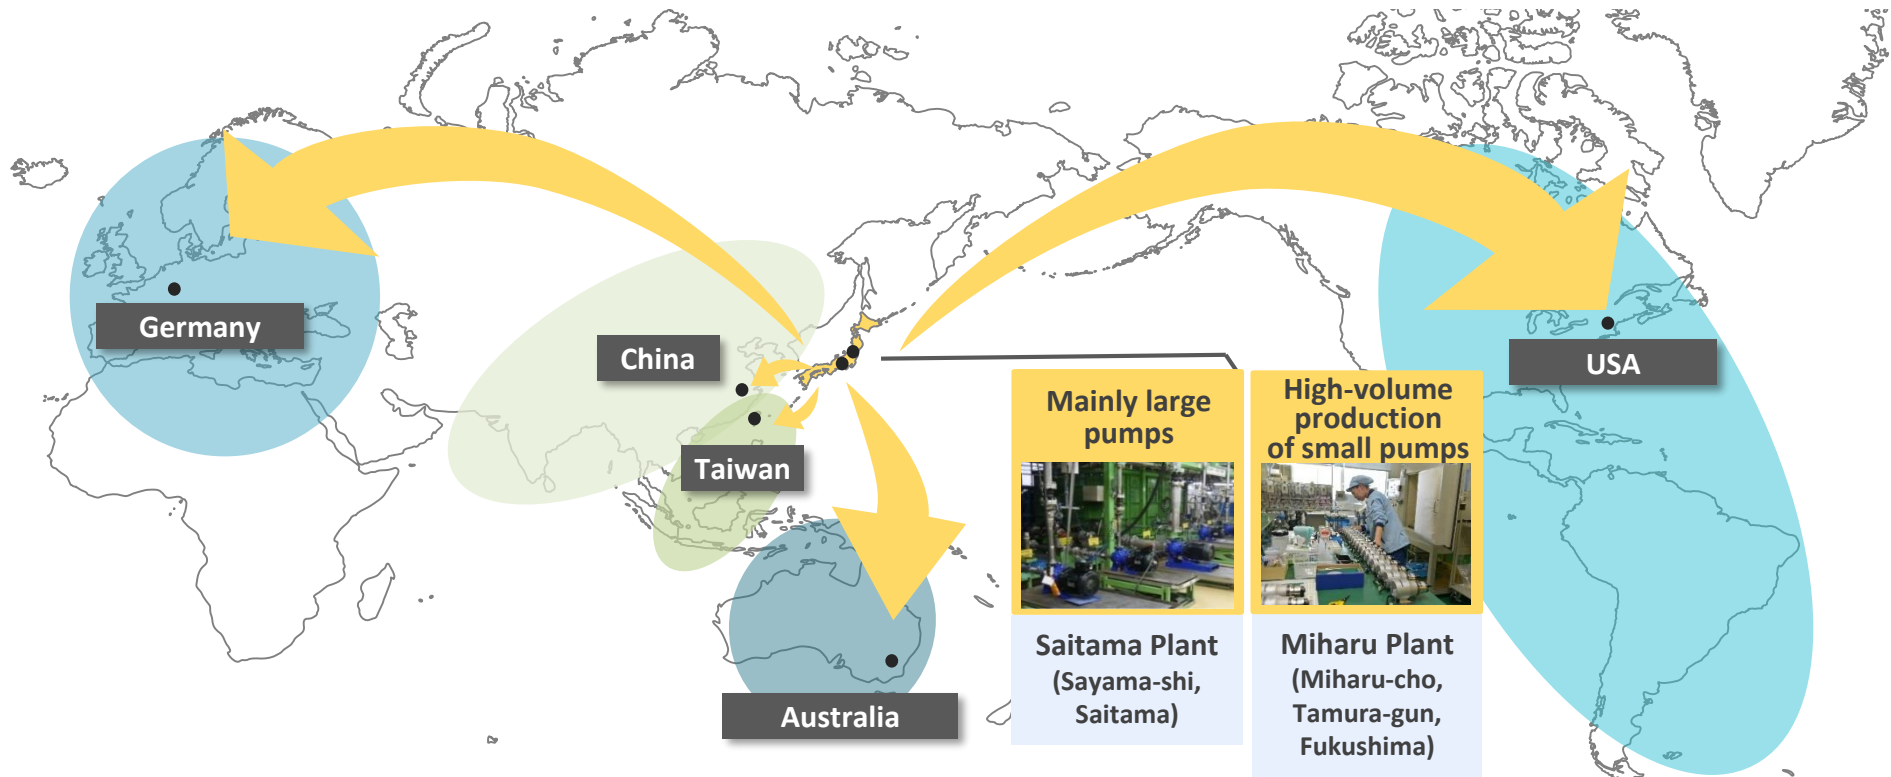 Germany
China
Taiwan
Australia
USA
Mainly large
pumps
Saitama Plant
(Sayama-shi,
Saitama)
High-volume
production
of small pumps
Miharu Plant
(Miharu-cho,
Tamura-gun,
Fukushima)